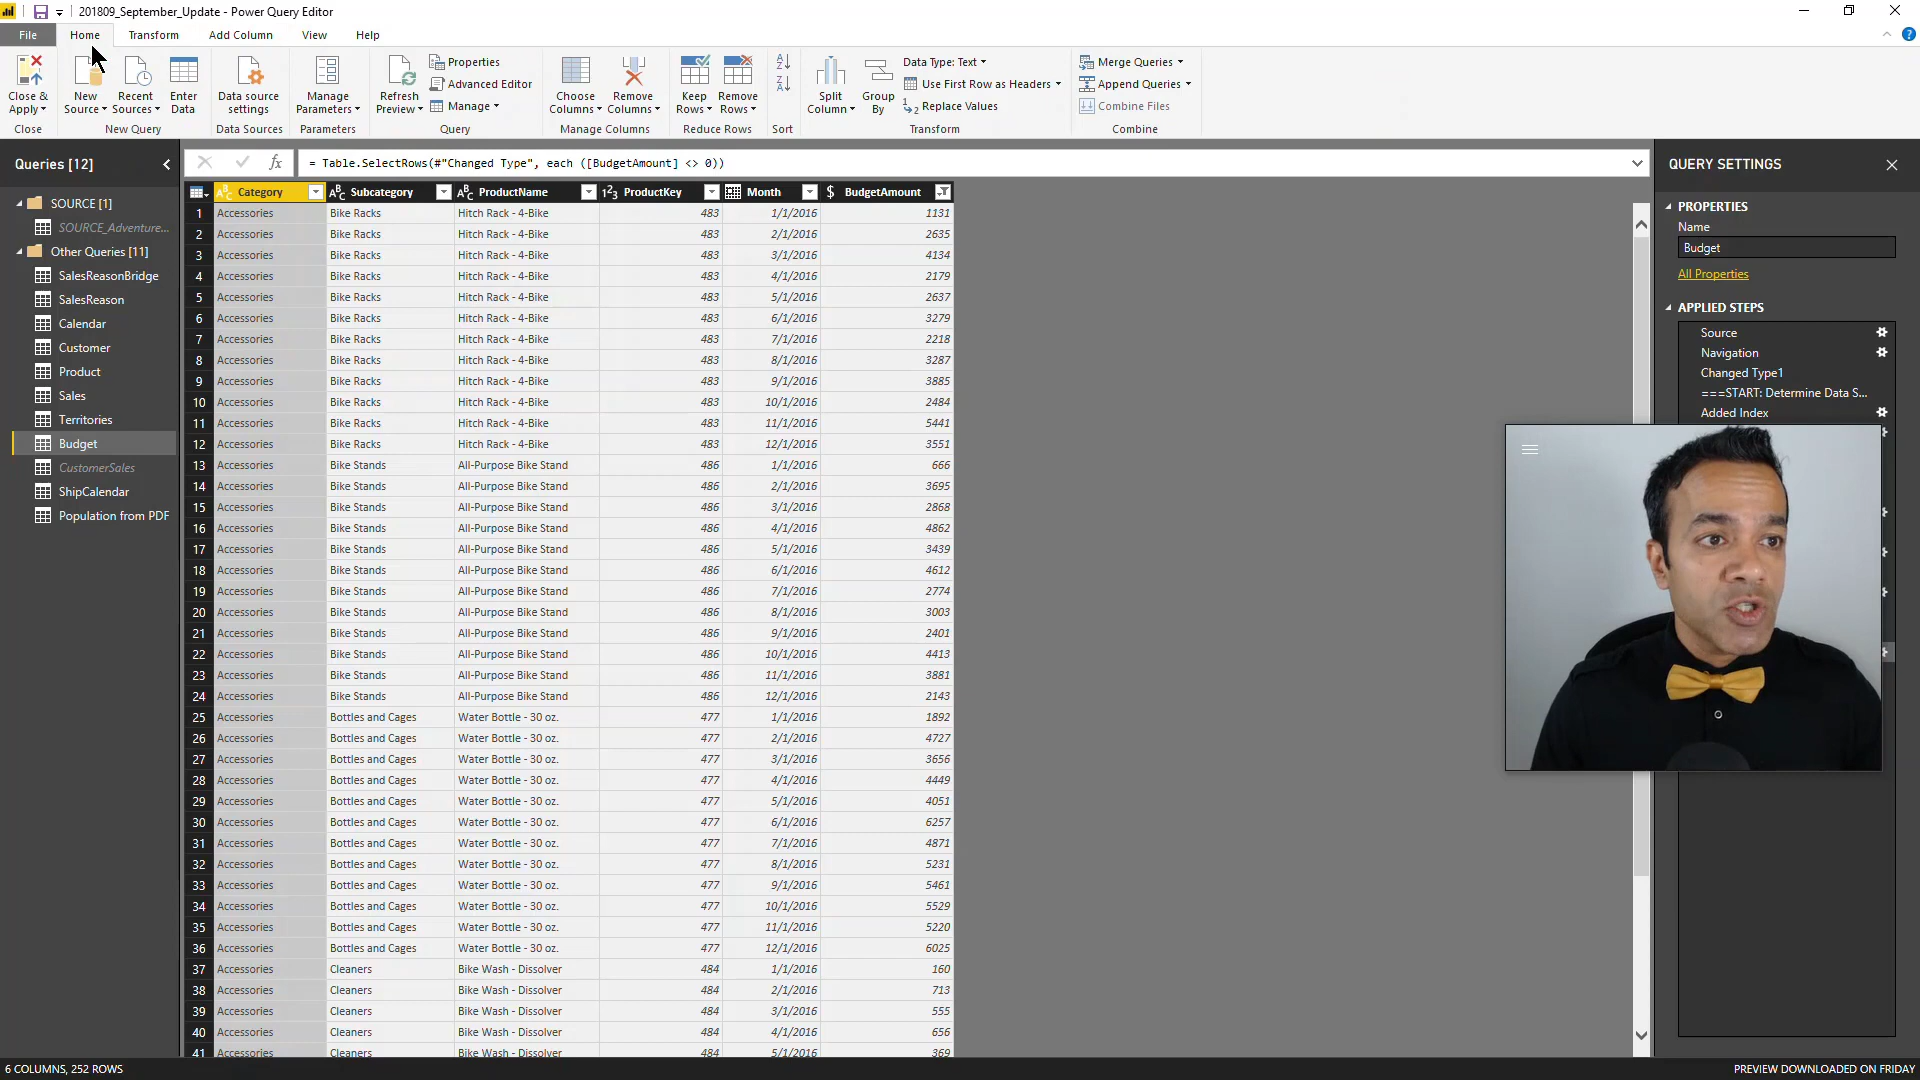 201809_September_Update - Power Query Editor
File Home Transform Add Column View Help
Close & Apply New Source Recent Sources Enter Data Data source settings Manage Parameters Refresh Preview Properties Advanced Editor Manage Choose Columns Remove Columns Keep Rows Remove Rows Split Column Group By Data Type: Text Use First Row as Headers Replace Values Merge Queries Append Queries Combine Files
Close New Query Data Sources Parameters Query Manage Columns Reduce Rows Sort Transform Combine
Queries [12]
SOURCE [1]
SOURCE_Adventure...
Other Queries [11]
SalesReasonBridge
SalesReason
Calendar
Customer
Product
Sales
Territories
Budget
CustomerSales
ShipCalendar
Population from PDF
fx = Table.SelectRows(#"Changed Type", each ([BudgetAmount] <> 0))
Category Subcategory ProductName ProductKey Month BudgetAmount
1 Accessories Bike Racks Hitch Rack - 4-Bike 483 1/1/2016 1131
2 Accessories Bike Racks Hitch Rack - 4-Bike 483 2/1/2016 2635
3 Accessories Bike Racks Hitch Rack - 4-Bike 483 3/1/2016 4134
4 Accessories Bike Racks Hitch Rack - 4-Bike 483 4/1/2016 2179
5 Accessories Bike Racks Hitch Rack - 4-Bike 483 5/1/2016 2637
6 Accessories Bike Racks Hitch Rack - 4-Bike 483 6/1/2016 3279
7 Accessories Bike Racks Hitch Rack - 4-Bike 483 7/1/2016 2218
8 Accessories Bike Racks Hitch Rack - 4-Bike 483 8/1/2016 3287
9 Accessories Bike Racks Hitch Rack - 4-Bike 483 9/1/2016 3885
10 Accessories Bike Racks Hitch Rack - 4-Bike 483 10/1/2016 2484
11 Accessories Bike Racks Hitch Rack - 4-Bike 483 11/1/2016 5441
12 Accessories Bike Racks Hitch Rack - 4-Bike 483 12/1/2016 3551
13 Accessories Bike Stands All-Purpose Bike Stand 486 1/1/2016 666
14 Accessories Bike Stands All-Purpose Bike Stand 486 2/1/2016 3695
15 Accessories Bike Stands All-Purpose Bike Stand 486 3/1/2016 2868
16 Accessories Bike Stands All-Purpose Bike Stand 486 4/1/2016 4862
17 Accessories Bike Stands All-Purpose Bike Stand 486 5/1/2016 3439
18 Accessories Bike Stands All-Purpose Bike Stand 486 6/1/2016 4612
19 Accessories Bike Stands All-Purpose Bike Stand 486 7/1/2016 2774
20 Accessories Bike Stands All-Purpose Bike Stand 486 8/1/2016 3003
21 Accessories Bike Stands All-Purpose Bike Stand 486 9/1/2016 2401
22 Accessories Bike Stands All-Purpose Bike Stand 486 10/1/2016 4413
23 Accessories Bike Stands All-Purpose Bike Stand 486 11/1/2016 3881
24 Accessories Bike Stands All-Purpose Bike Stand 486 12/1/2016 2143
25 Accessories Bottles and Cages Water Bottle - 30 oz. 477 1/1/2016 1892
26 Accessories Bottles and Cages Water Bottle - 30 oz. 477 2/1/2016 4727
27 Accessories Bottles and Cages Water Bottle - 30 oz. 477 3/1/2016 3656
28 Accessories Bottles and Cages Water Bottle - 30 oz. 477 4/1/2016 4449
29 Accessories Bottles and Cages Water Bottle - 30 oz. 477 5/1/2016 4051
30 Accessories Bottles and Cages Water Bottle - 30 oz. 477 6/1/2016 6257
31 Accessories Bottles and Cages Water Bottle - 30 oz. 477 7/1/2016 4871
32 Accessories Bottles and Cages Water Bottle - 30 oz. 477 8/1/2016 5231
33 Accessories Bottles and Cages Water Bottle - 30 oz. 477 9/1/2016 5461
34 Accessories Bottles and Cages Water Bottle - 30 oz. 477 10/1/2016 5529
35 Accessories Bottles and Cages Water Bottle - 30 oz. 477 11/1/2016 5220
36 Accessories Bottles and Cages Water Bottle - 30 oz. 477 12/1/2016 6025
37 Accessories Cleaners Bike Wash - Dissolver 484 1/1/2016 160
38 Accessories Cleaners Bike Wash - Dissolver 484 2/1/2016 713
39 Accessories Cleaners Bike Wash - Dissolver 484 3/1/2016 555
40 Accessories Cleaners Bike Wash - Dissolver 484 4/1/2016 656
41 Accessories Cleaners Bike Wash - Dissolver 484 5/1/2016 369
QUERY SETTINGS
PROPERTIES
Name
Budget
All Properties
APPLIED STEPS
Source
Navigation
Changed Type1
===START: Determine Data S...
Added Index
6 COLUMNS, 252 ROWS
PREVIEW DOWNLOADED ON FRIDAY